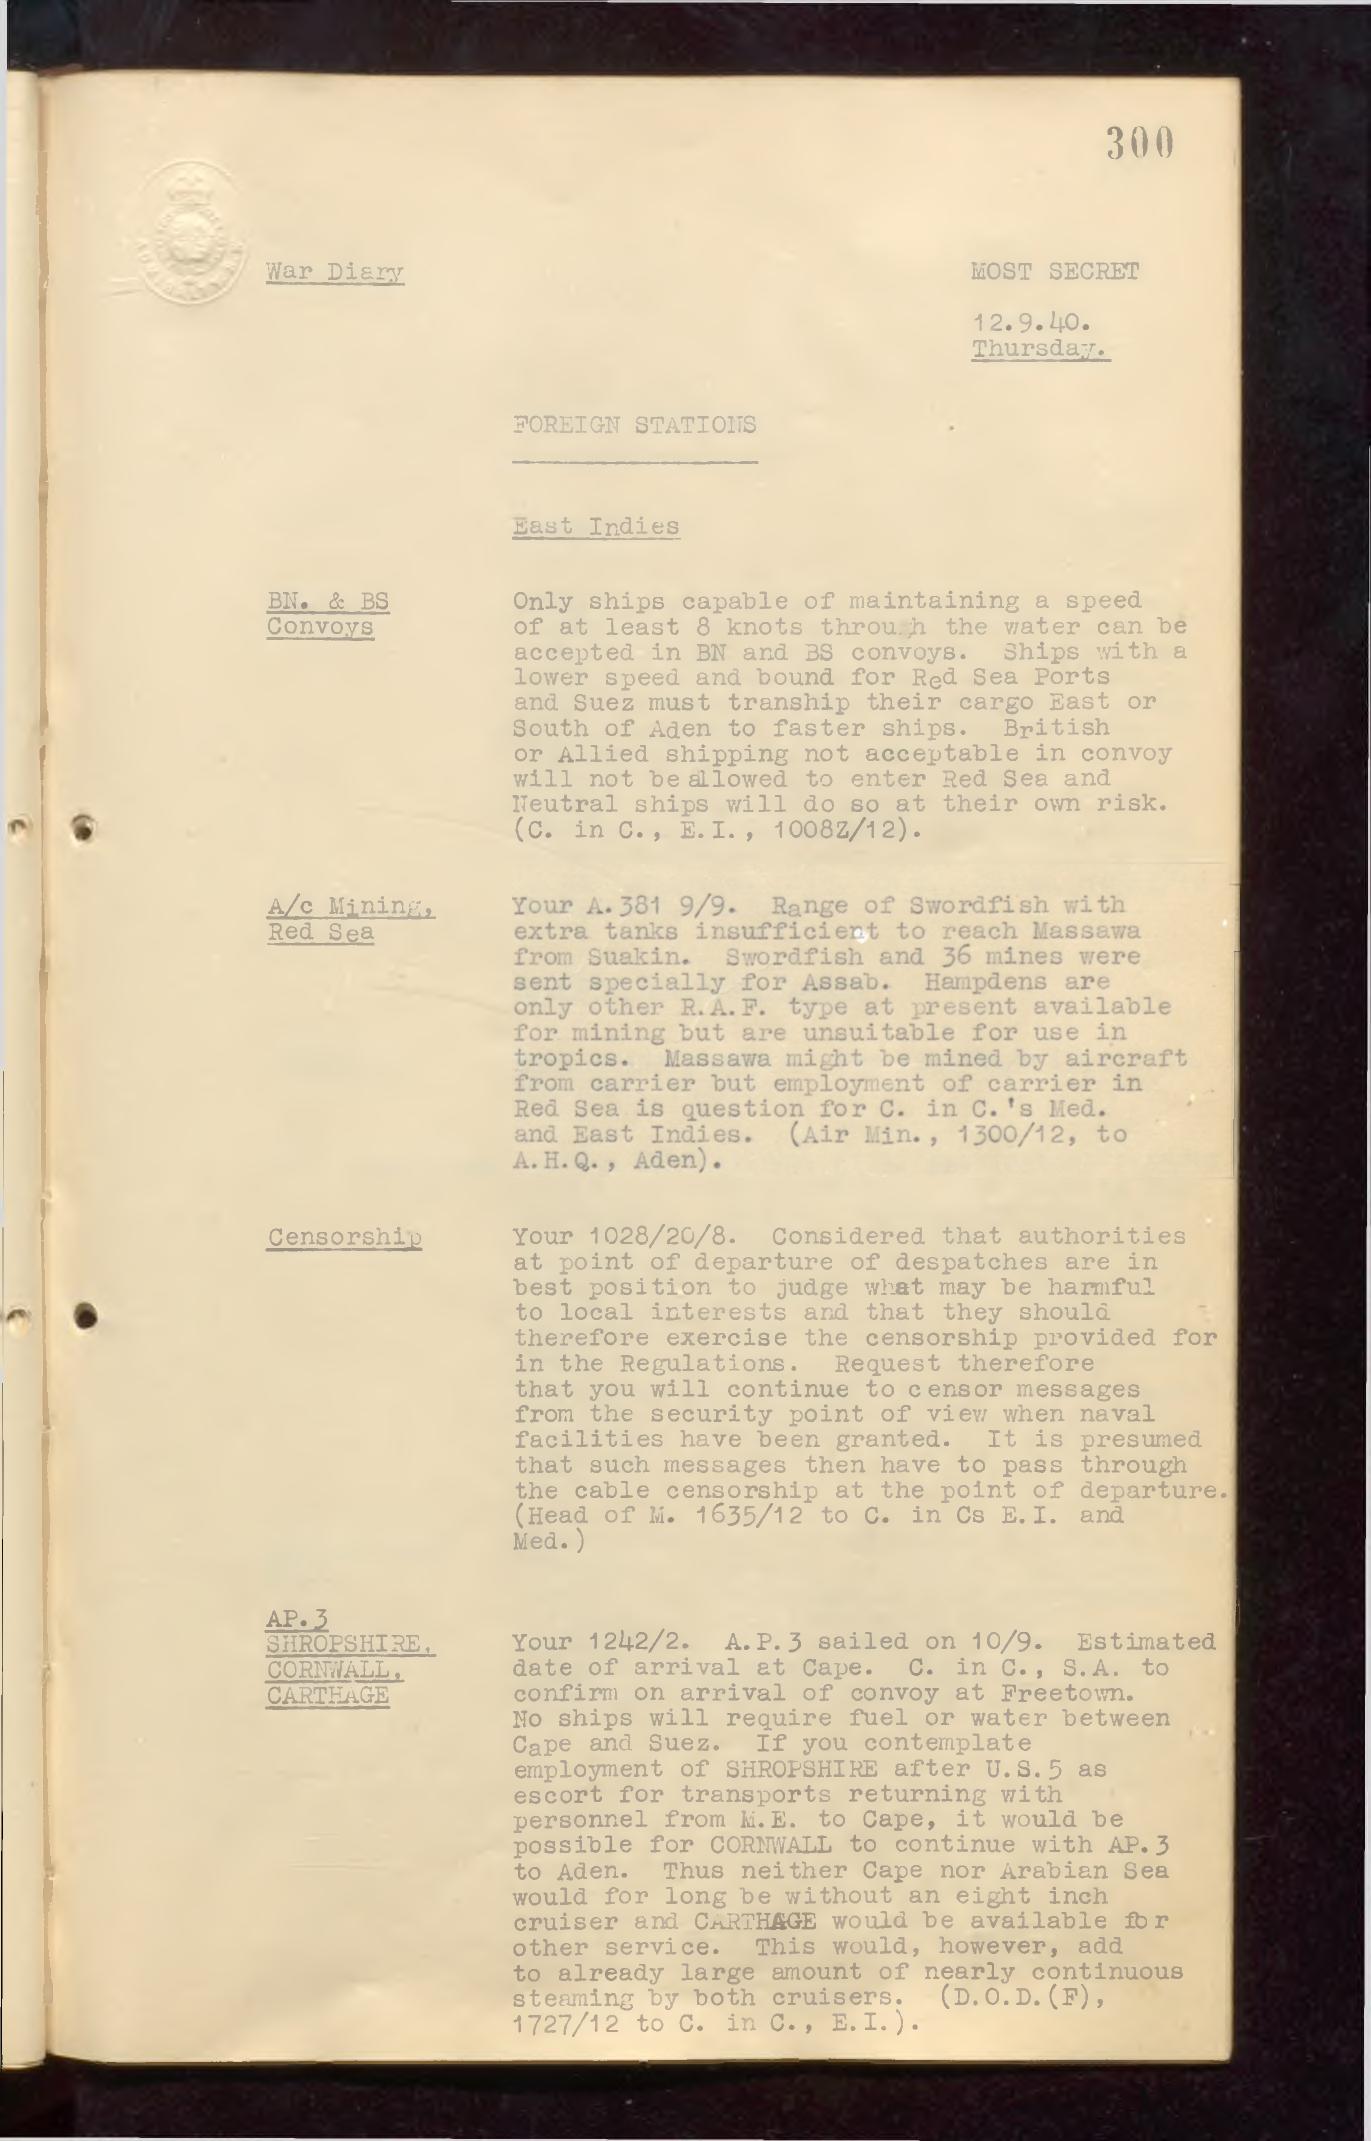 300
War Diary
MOST SECRET
12.9.40.
Thursday.
FOREIGN STATIONS
East Indies
BN. & BS
Convoys
Only ships capable of maintaining a speed
of at least 8 knots through the water can be
accepted in BN and BS convoys. Ships with a
lower speed and bound for Red Sea Ports
and Suez must tranship their cargo East or
South of Aden to faster ships. British
or Allied shipping not acceptable in convoy
will not be allowed to enter Red Sea and
Neutral ships will do so at their own risk.
(C. in C., E.I., 1008Z/12).
A/c Mining,
Red Sea
Your A.381 9/9. Range of Swordfish with
extra tanks insufficient to reach Massawa
from Suakin. Swordfish and 36 mines were
sent specially for Assab. Hampdens are
only other R.A.F. type at present available
for mining but are unsuitable for use in
tropics. Massawa might be mined by aircraft
from carrier but employment of carrier in
Red Sea is question for C. in C.'s Med.
and East Indies. (Air Min., 1300/12, to
A.H.Q., Aden).
Censorship
Your 1028/20/8. Considered that authorities
at point of departure of despatches are in
best position to judge what may be harmful
to local interests and that they should
therefore exercise the censorship provided for
in the Regulations. Request therefore
that you will continue to censor messages
from the security point of view when naval
facilities have been granted. It is presumed
that such messages then have to pass through
the cable censorship at the point of departure.
(Head of M. 1635/12 to C. in Cs E.I. and
Med.)
AP.3
SHROPSHIRE,
CORNWALL,
CARTHAGE
Your 1242/2. A.P.3 sailed on 10/9. Estimated
date of arrival at Cape. C. in C., S.A. to
confirm on arrival of convoy at Freetown.
No ships will require fuel or water between
Cape and Suez. If you contemplate
employment of SHROPSHIRE after U.S.5 as
escort for transports returning with
personnel from M.E. to Cape, it would be
possible for CORNWALL to continue with AP.3
to Aden. Thus neither Cape nor Arabian Sea
would for long be without an eight inch
cruiser and CARTHAGE would be available for
other service. This would, however, add
to already large amount of nearly continuous
steaming by both cruisers. (D.O.D.(F),
1727/12 to C. in C., E.I.).